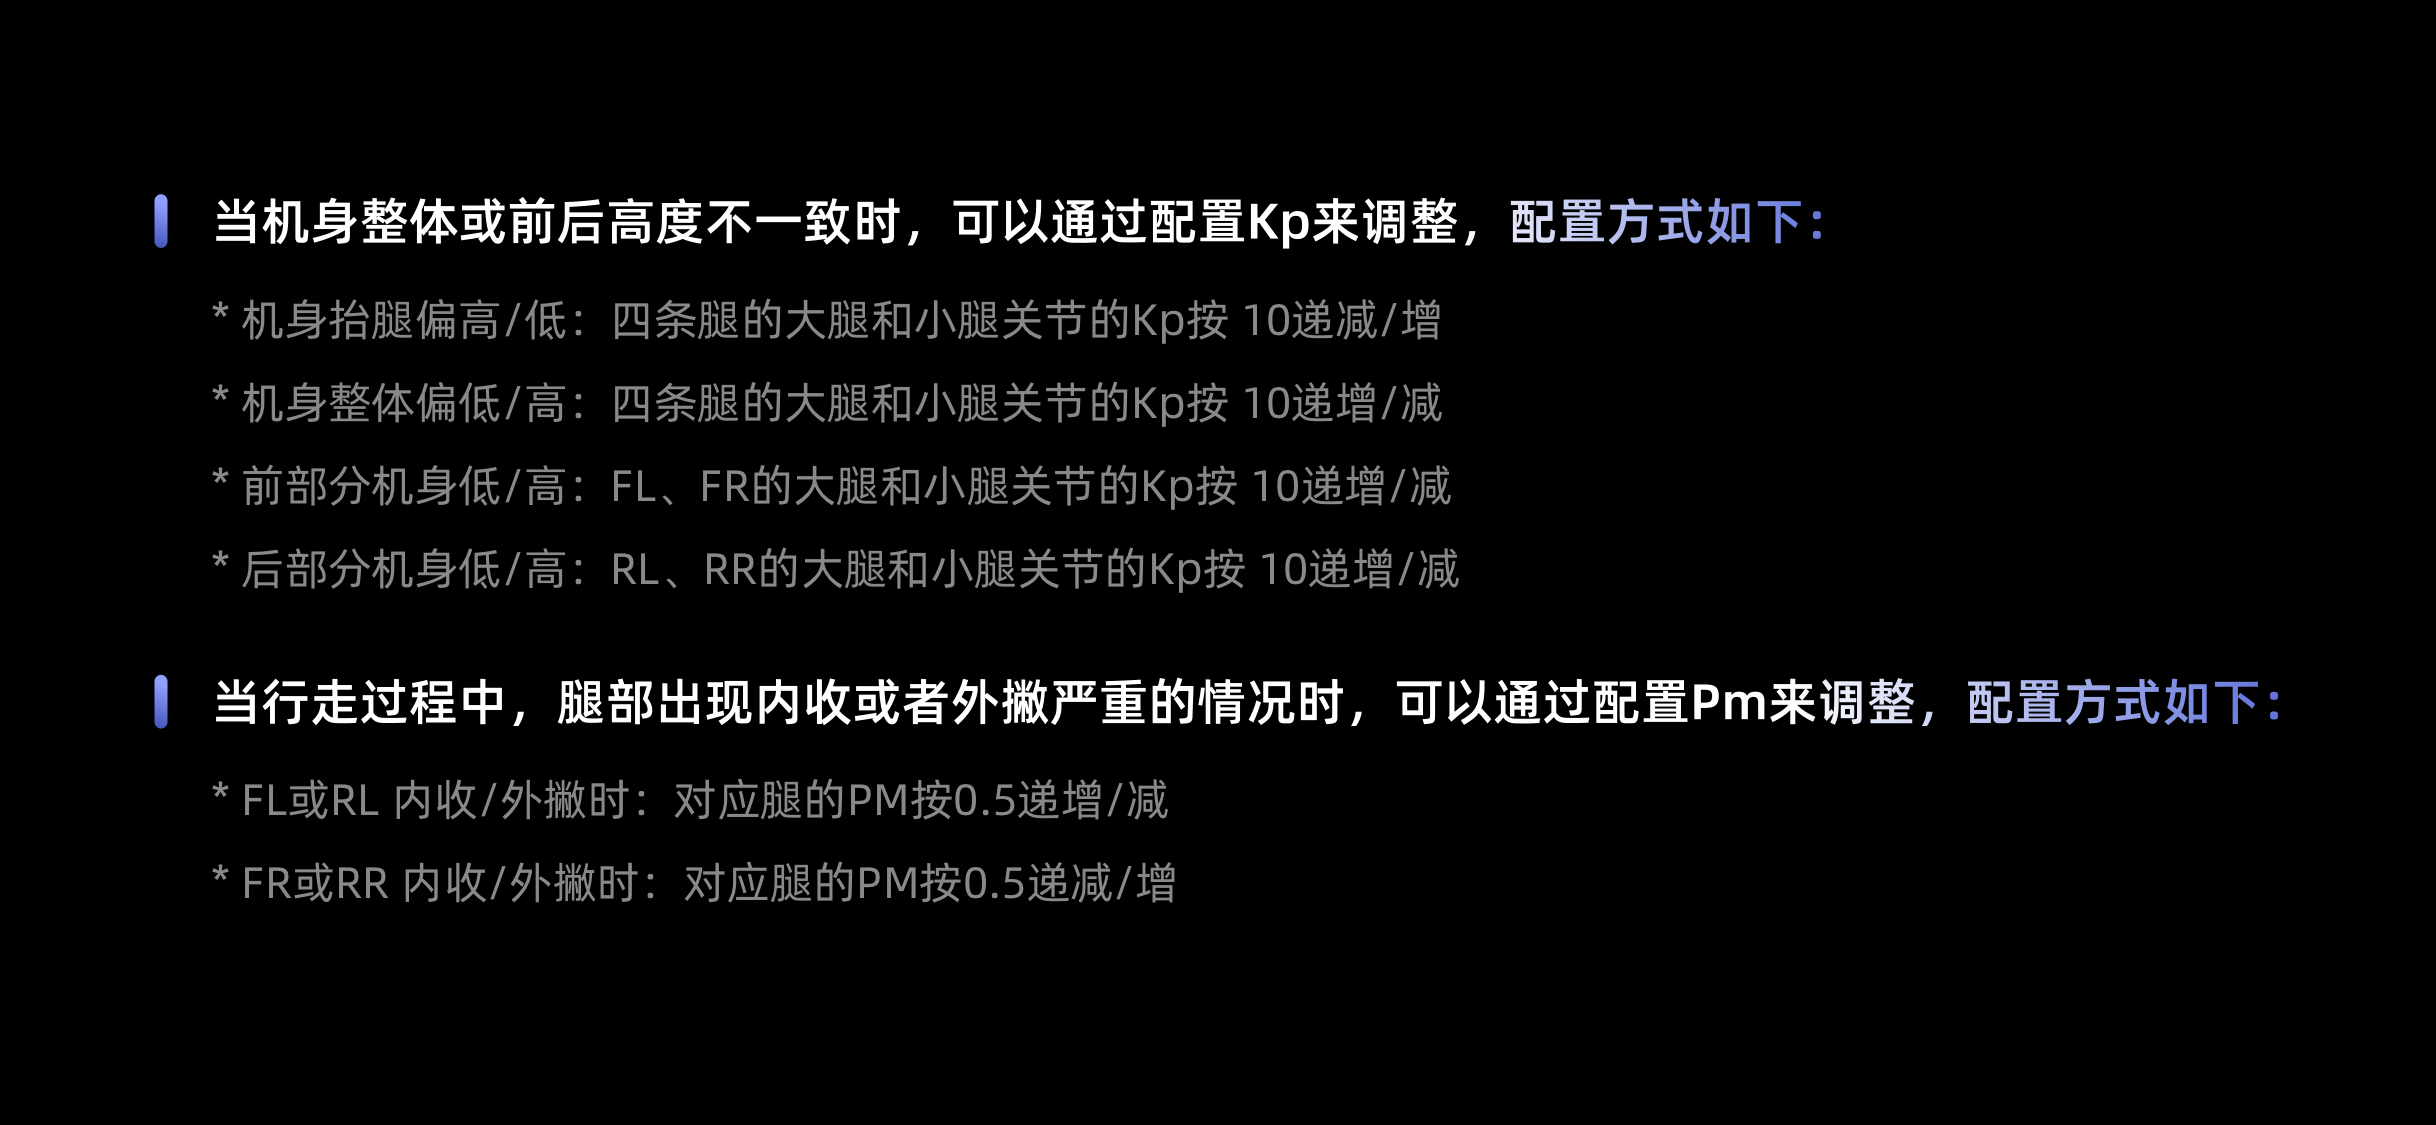 当机身整体或前后高度不一致时，可以通过配置Kp来调整，配置方式如下：
* 机身抬腿偏高/低：四条腿的大腿和小腿关节的Kp按 10递减/增
* 机身整体偏低/高：四条腿的大腿和小腿关节的Kp按 10递增/减
* 前部分机身低/高：FL、FR的大腿和小腿关节的Kp按 10递增/减
* 后部分机身低/高：RL、RR的大腿和小腿关节的Kp按 10递增/减
当行走过程中，腿部出现内收或者外撇严重的情况时，可以通过配置Pm来调整，配置方式如下：
* FL或RL 内收/外撇时：对应腿的PM按0.5递增/减
* FR或RR 内收/外撇时：对应腿的PM按0.5递减/增